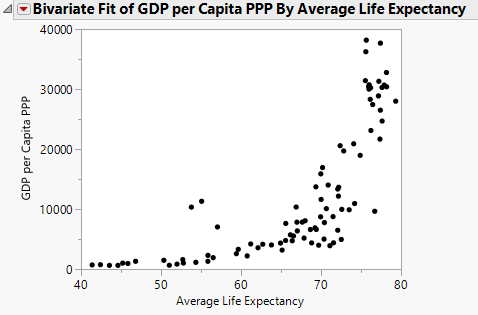 Bivariate Fit of GDP per Capita PPP By Average Life Expectancy
40000
30000
20000
10000
0
GDP per Capita PPP
40 50 60 70 80
Average Life Expectancy